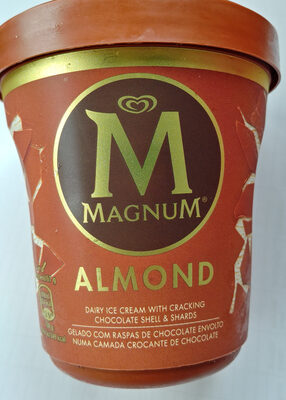 M
MAGNUM®
ALMOND
DAIRY ICE CREAM WITH CRACKING
CHOCOLATE SHELL & SHARDS
GELADO COM RASPAS DE CHOCOLATE ENVOLTO
NUMA CAMADA CROCANTE DE CHOCOLATE